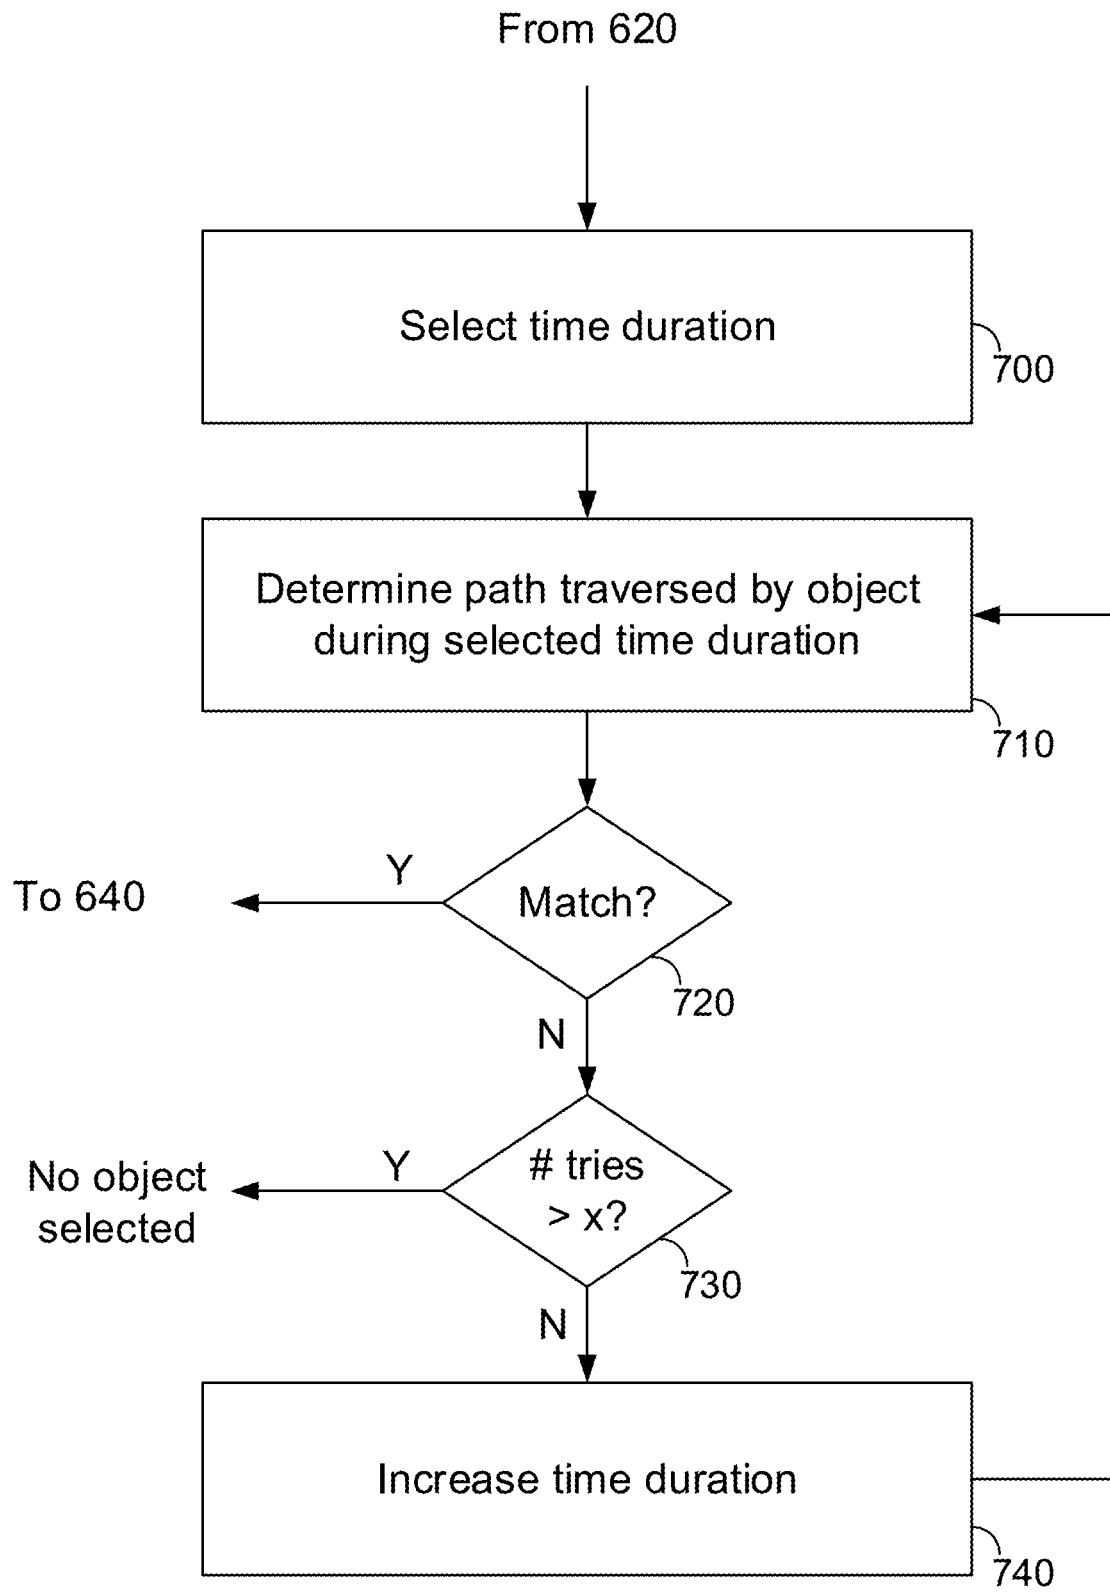 From 620
Select time duration
700
Determine path traversed by object
during selected time duration
710
Y
To 640
Match?
720
N
Y
# tries
> x?
No object
selected
730
N
Increase time duration
740